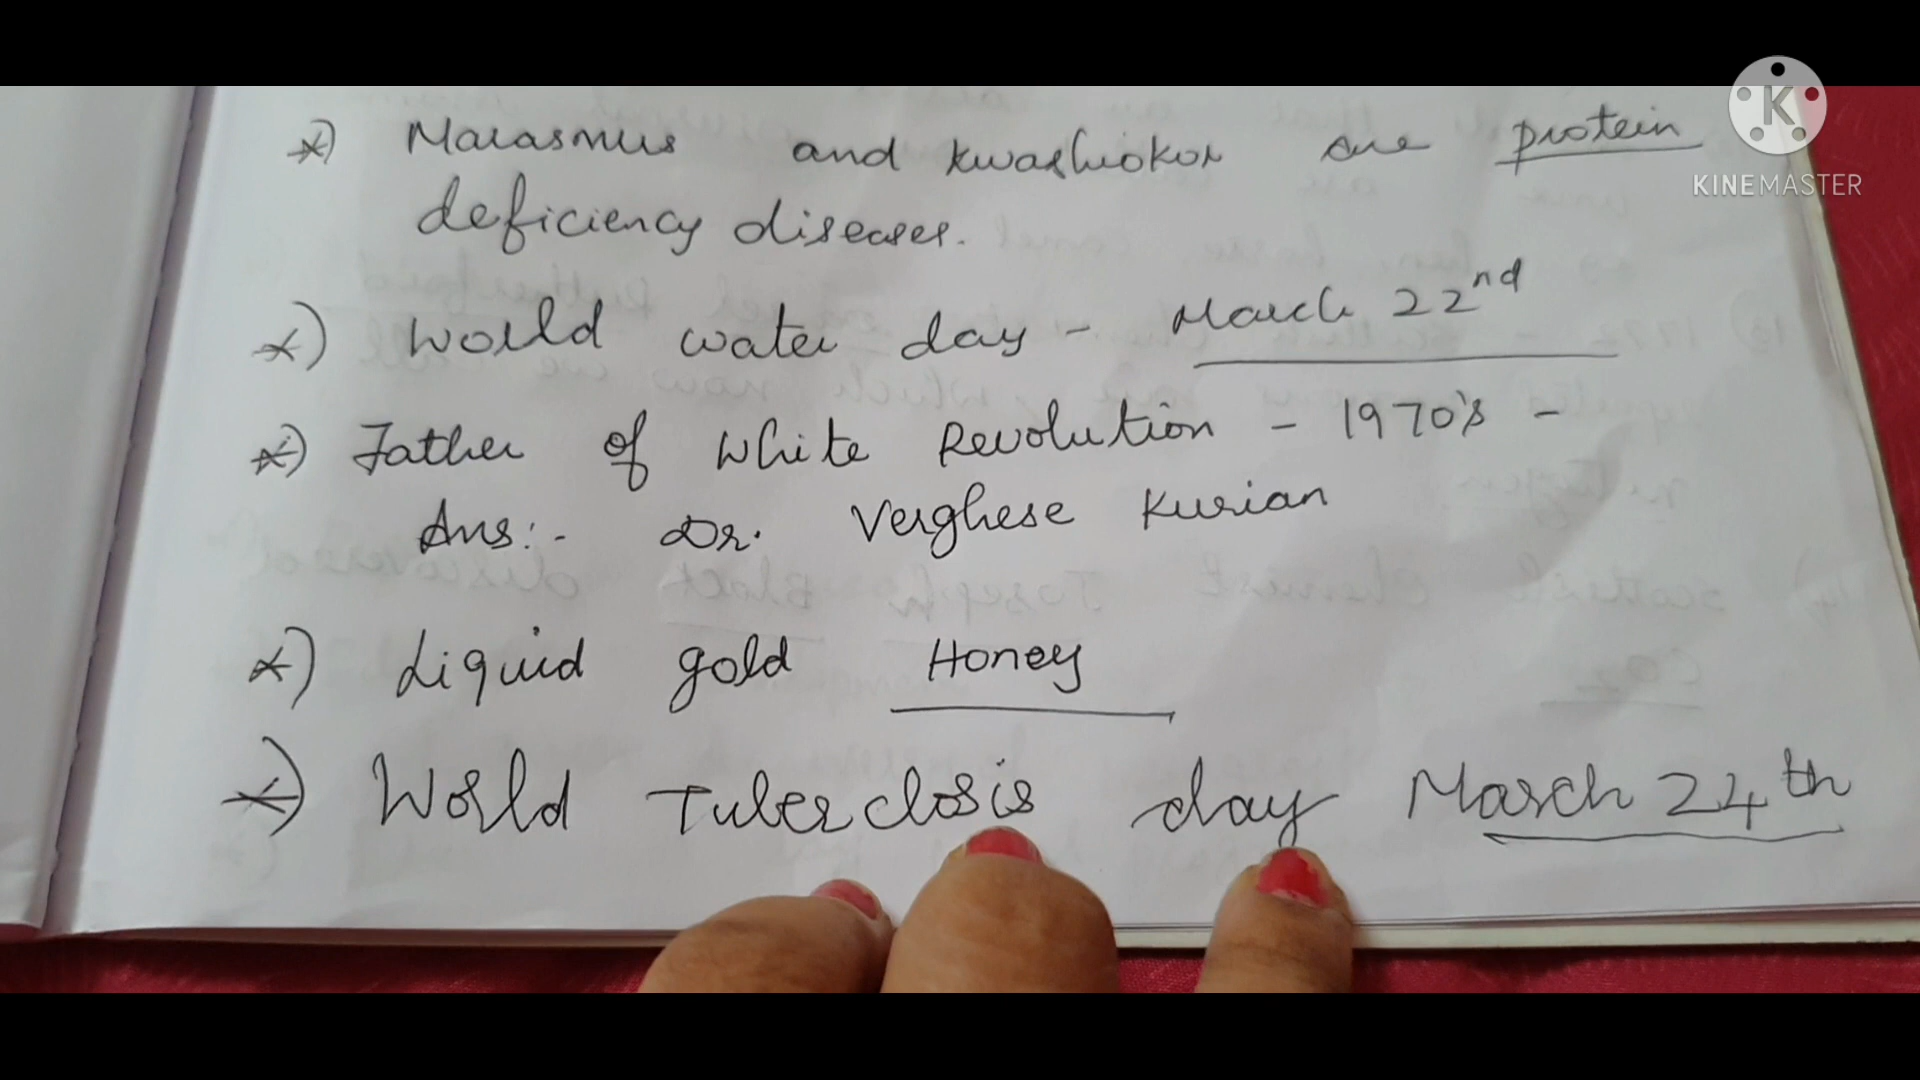 *) Marasmus and kwashiokor are protein
deficiency diseases.
*) World water day - March 22nd
*) Father of White Revolution - 1970's -
Ans:- Dr. Verghese Kurian
*) Liquid gold Honey
*) World Tuberclosis day March 24th
K
KINEMASTER